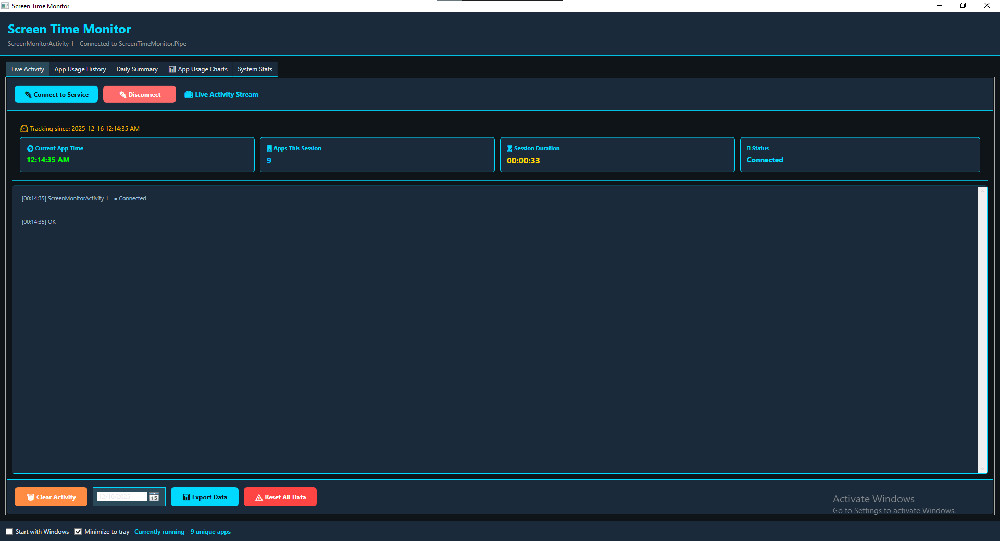 Screen Time Monitor
Screen Time Monitor
ScreenMonitorActivity 1 - Connected to ScreenTimeMonitor.Pipe
Live Activity App Usage History Daily Summary App Usage Charts System Stats
Connect to Service Disconnect Live Activity Stream
Tracking since: 2025-12-16 12:14:35 AM
Current App Time
12:14:35 AM
Apps This Session
9
Session Duration
00:00:33
Status
Connected
[00:14:35] ScreenMonitorActivity 1 - ● Connected
[00:14:35] OK
Clear Activity 12/16/2025 15 Export Data Reset All Data
Activate Windows
Go to Settings to activate Windows.
Start with Windows Minimize to tray Currently running - 9 unique apps